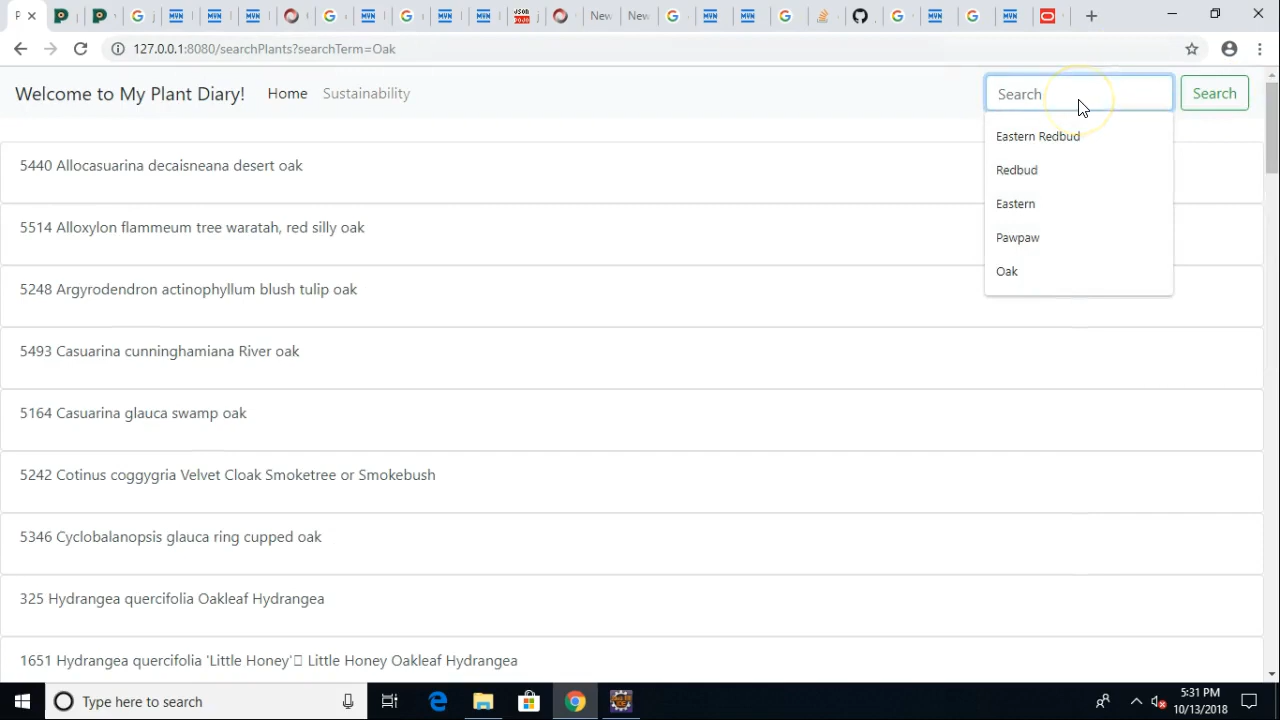 P
New
New
127.0.0.1:8080/searchPlants?searchTerm=Oak
Welcome to My Plant Diary! Home Sustainability Search Search
Eastern Redbud
Redbud
Eastern
Pawpaw
Oak
5440 Allocasuarina decaisneana desert oak
5514 Alloxylon flammeum tree waratah, red silly oak
5248 Argyrodendron actinophyllum blush tulip oak
5493 Casuarina cunninghamiana River oak
5164 Casuarina glauca swamp oak
5242 Cotinus coggygria Velvet Cloak Smoketree or Smokebush
5346 Cyclobalanopsis glauca ring cupped oak
325 Hydrangea quercifolia Oakleaf Hydrangea
1651 Hydrangea quercifolia 'Little Honey' Little Honey Oakleaf Hydrangea
Type here to search
5:31 PM
10/13/2018